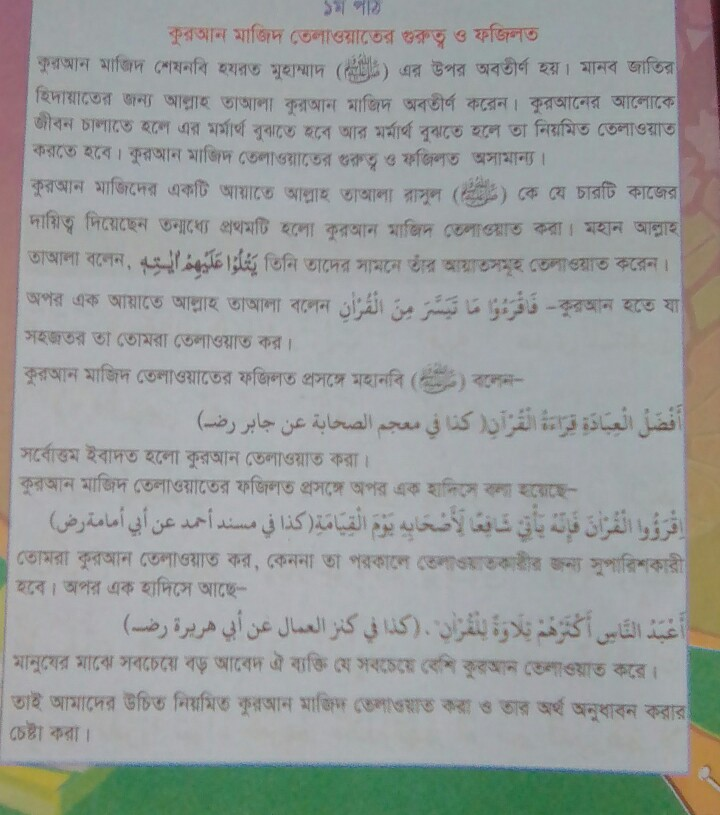 ১ম পাঠ
কুরআন মাজিদ তেলাওয়াতের গুরুত্ব ও ফজিলত
কুরআন মাজিদ শেষনবি হযরত মুহাম্মাদ (ﷺ) এর উপর অবতীর্ণ হয়। মানব জাতির
হিদায়াতের জন্য আল্লাহ তাআলা কুরআন মাজিদ অবতীর্ণ করেন। কুরআনের আলোকে
জীবন চালাতে হলে এর মর্মার্থ বুঝতে হবে আর মর্মার্থ বুঝতে হলে তা নিয়মিত তেলাওয়াত
করতে হবে। কুরআন মাজিদ তেলাওয়াতের গুরুত্ব ও ফজিলত অসামান্য।
কুরআন মাজিদের একটি আয়াতে আল্লাহ তাআলা রাসুল (ﷺ) কে যে চারটি কাজের
দায়িত্ব দিয়েছেন তন্মধ্যে প্রথমটি হলো কুরআন মাজিদ তেলাওয়াত করা। মহান আল্লাহ
তাআলা বলেন, يَتْلُوْا عَلَيْهِمْ اٰيٰتِهٖ তিনি তাদের সামনে তাঁর আয়াতসমূহ তেলাওয়াত করেন।
অপর এক আয়াতে আল্লাহ তাআলা বলেন فَاقْرَءُوْا مَا تَيَسَّرَ مِنَ الْقُرْاٰنِ –কুরআন হতে যা
সহজতর তা তোমরা তেলাওয়াত কর।
কুরআন মাজিদ তেলাওয়াতের ফজিলত প্রসঙ্গে মহানবি (ﷺ) বলেন–
أَفْضَلُ الْعِبَادَةِ قِرَاءَةُ الْقُرْاٰنِ( كذا في معجم الصحابة عن جابر رضـ)
সর্বোত্তম ইবাদত হলো কুরআন তেলাওয়াত করা।
কুরআন মাজিদ তেলাওয়াতের ফজিলত প্রসঙ্গে অপর এক হাদিসে বলা হয়েছে–
اِقْرَؤُوا الْقُرْاٰنَ فَإِنَّهُ يَأْتِيْ شَافِعًا لِأَصْحَابِهِ يَوْمَ الْقِيَامَةِ(كذا في مسند أحمد عن أبي أمامة رض)
তোমরা কুরআন তেলাওয়াত কর, কেননা তা পরকালে তেলাওয়াতকারীর জন্য সুপারিশকারী
হবে। অপর এক হাদিসে আছে–
أَعْبَدُ النَّاسِ أَكْثَرُهُمْ تِلَاوَةً لِلْقُرْاٰنِ . (كذا في كنز العمال عن أبي هريرة رضـ)
মানুষের মাঝে সবচেয়ে বড় আবেদ ঐ ব্যক্তি যে সবচেয়ে বেশি কুরআন তেলাওয়াত করে।
তাই আমাদের উচিত নিয়মিত কুরআন মাজিদ তেলাওয়াত করা ও তার অর্থ অনুধাবন করার
চেষ্টা করা।